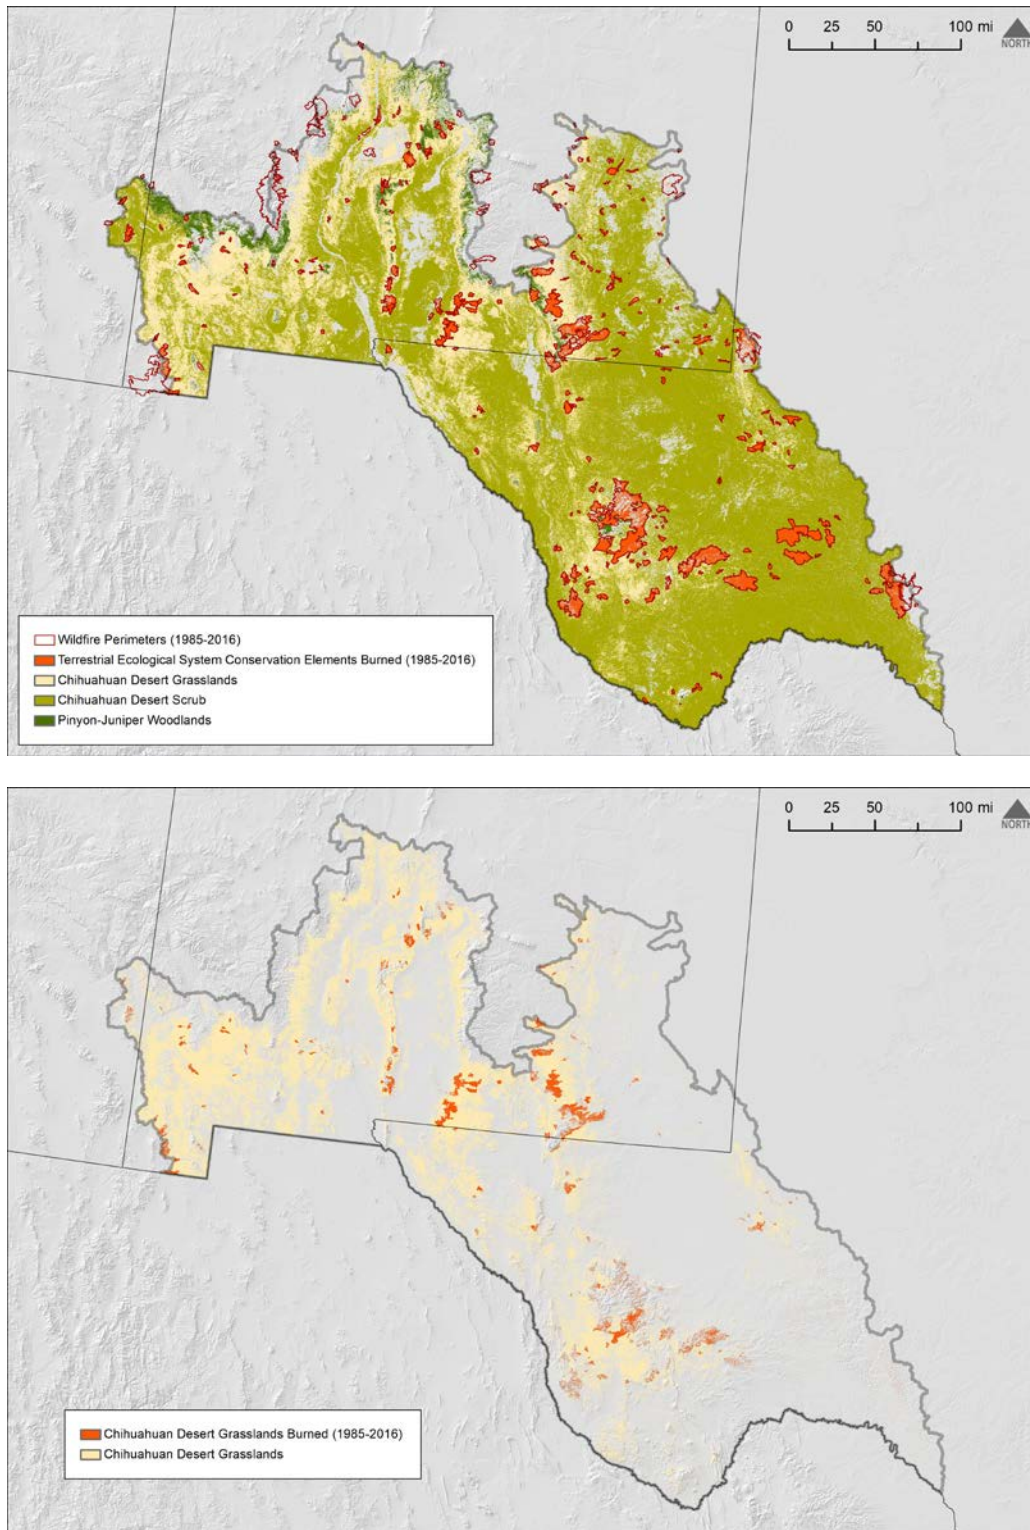 0 25 50 100 mi
NORTH
Wildfire Perimeters (1985-2016)
Terrestrial Ecological System Conservation Elements Burned (1985-2016)
Chihuahuan Desert Grasslands
Chihuahuan Desert Scrub
Pinyon-Juniper Woodlands
0 25 50 100 mi
NORTH
Chihuahuan Desert Grasslands Burned (1985-2016)
Chihuahuan Desert Grasslands